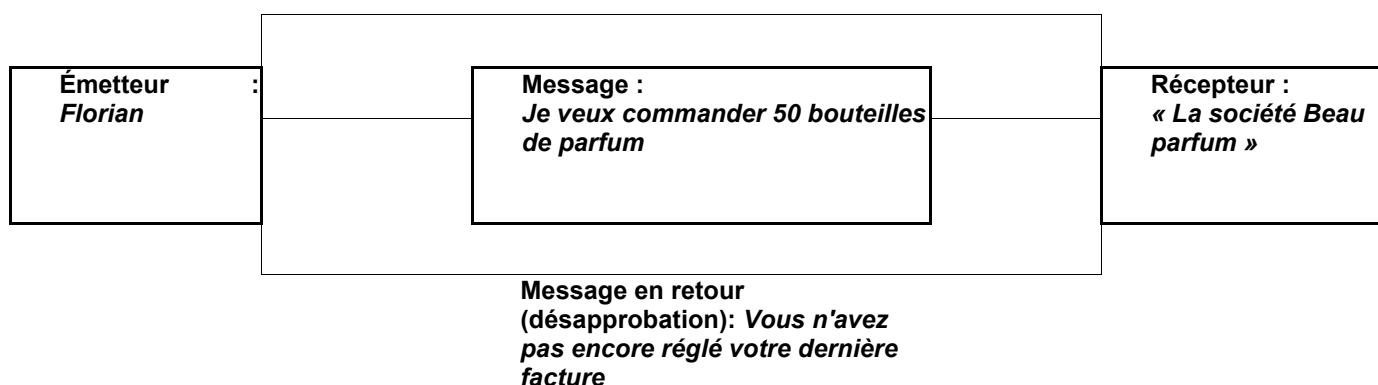 Émetteur :
Florian
Message :
Je veux commander 50 bouteilles
de parfum
Récepteur :
« La société Beau
parfum »
Message en retour
(désapprobation): Vous n'avez
pas encore réglé votre dernière
facture